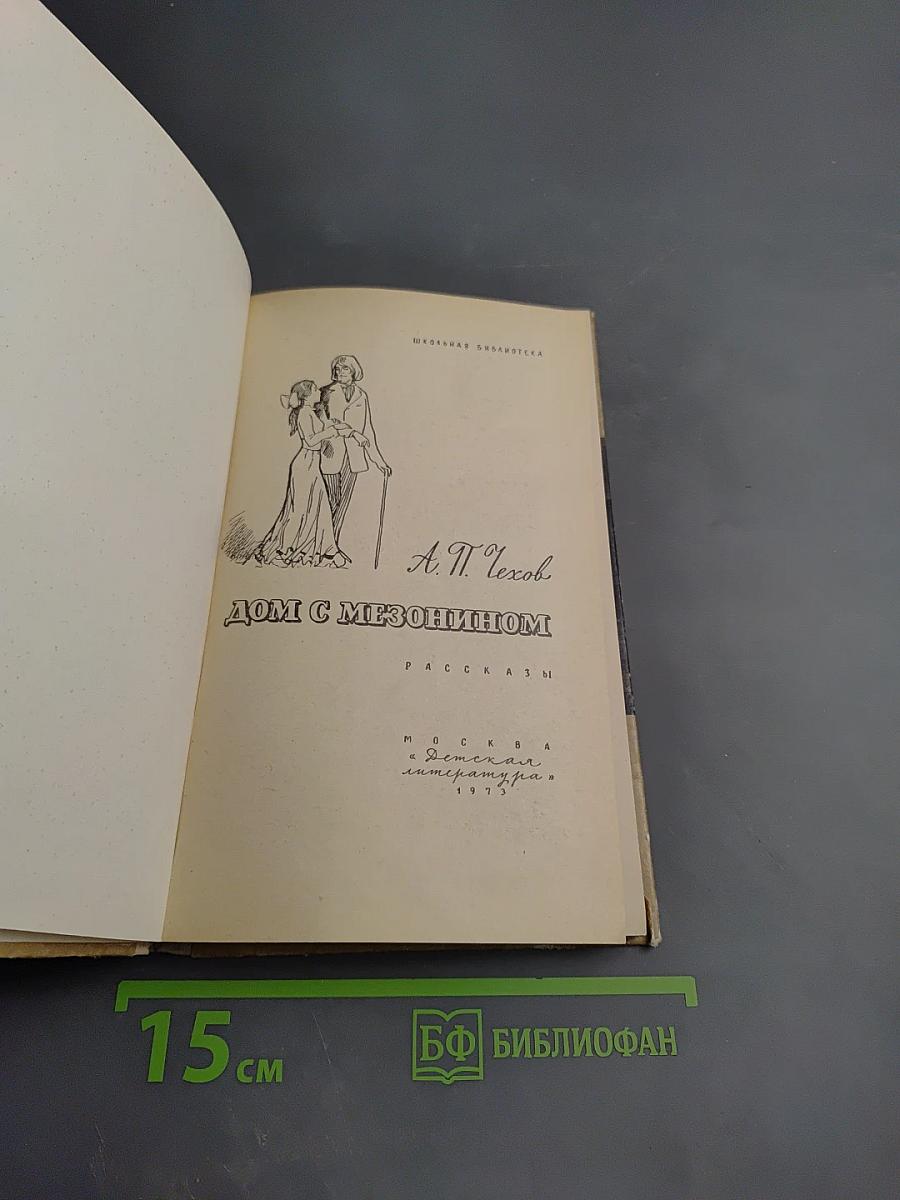 ШКОЛЬНАЯ БИБЛИОТЕКА
А. П. Чехов
ДОМ С МЕЗОНИНОМ
РАССКАЗЫ
МОСКВА
«Детская
литература»
1973
15 см
БФ БИБЛИОФАН